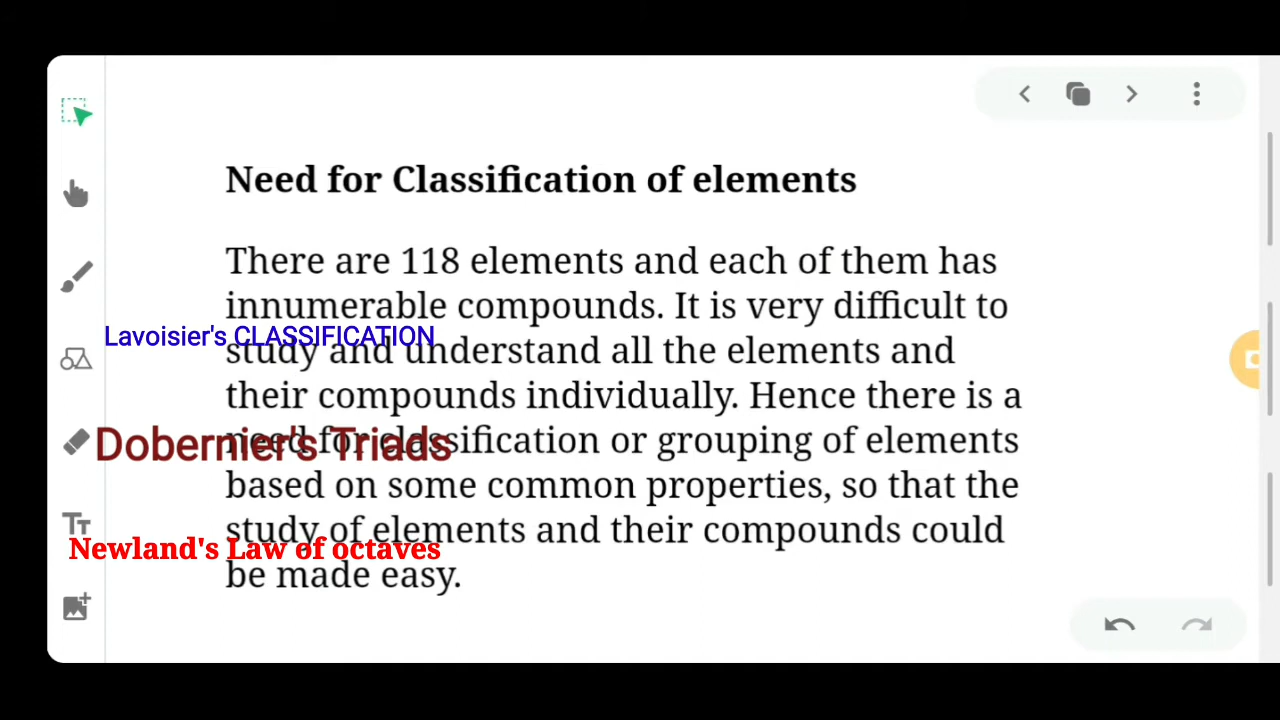 Need for Classification of elements
There are 118 elements and each of them has
innumerable compounds. It is very difficult to
Lavoisier's CLASSIFICATION
study and understand all the elements and
their compounds individually. Hence there is a
need for classification or grouping of elements
Dobernier's Triads
based on some common properties, so that the
study of elements and their compounds could
Newland's Law of octaves
be made easy.
TT